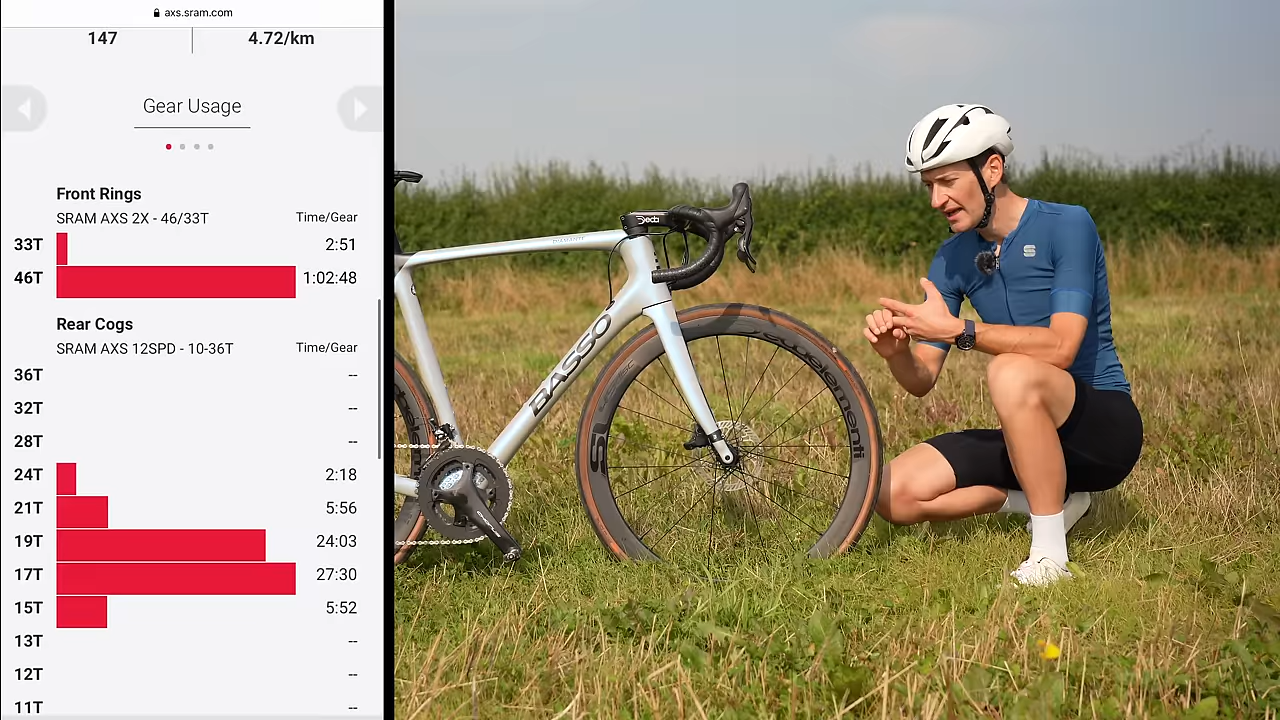 axs.sram.com
147
4.72/km
Gear Usage
Front Rings
SRAM AXS 2X - 46/33T
Time/Gear
33T
2:51
46T
1:02:48
Rear Cogs
SRAM AXS 12SPD - 10-36T
Time/Gear
36T
--
32T
--
28T
--
24T
2:18
21T
5:56
19T
24:03
17T
27:30
15T
5:52
13T
--
12T
--
11T
--
Deda
DIAMANTE
BASSO
SL
newelementi
S